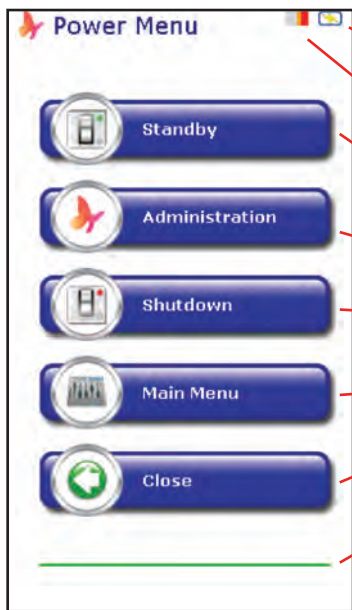 Power Menu
Standby
Administration
Shutdown
Main Menu
Close